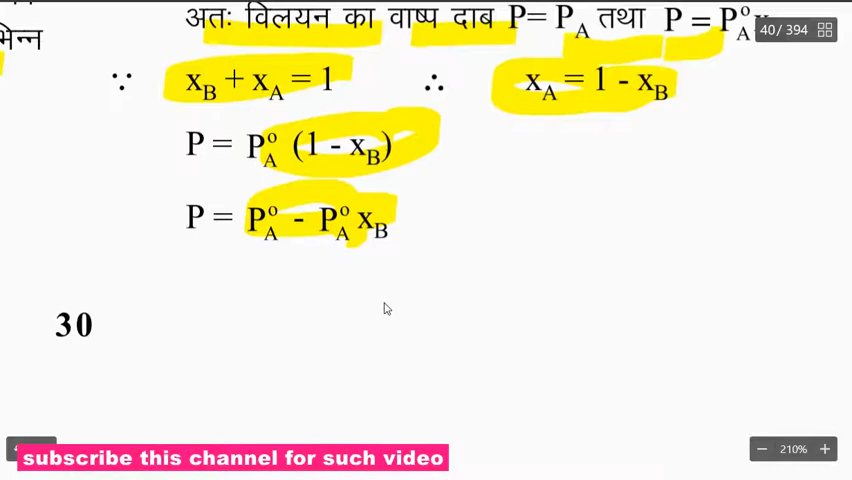 अतः विलयन का वाष्प दाब P= P_A तथा P = P°_A
भिन्न
40 / 394
∵ x_B + x_A = 1 ∴ x_A = 1 - x_B
P = P°_A (1 - x_B)
P = P°_A - P°_A x_B
30
subscribe this channel for such video
210%